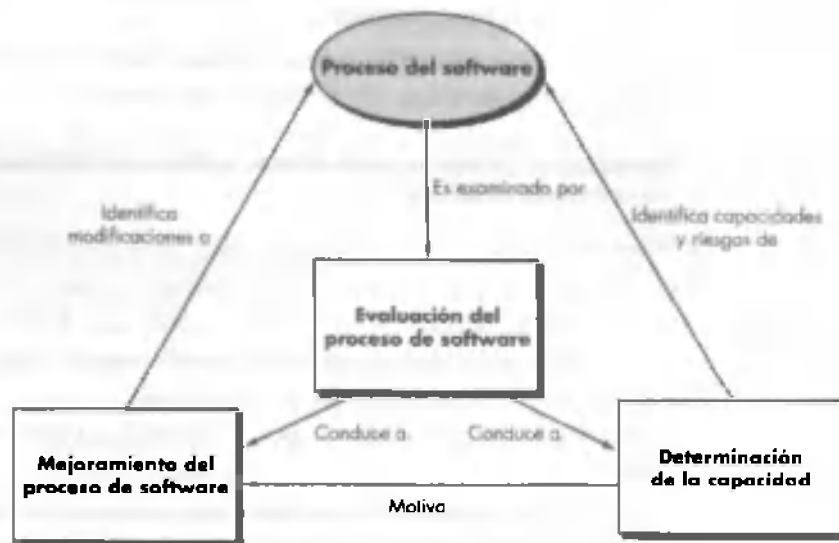 Proceso del software
Es examinado por
Identifica
modificaciones a
Identifica capacidades
y riesgos de
Evaluación del
proceso de software
Conduce a
Conduce a
Mejoramiento del
proceso de software
Determinación
de la capacidad
Motiva